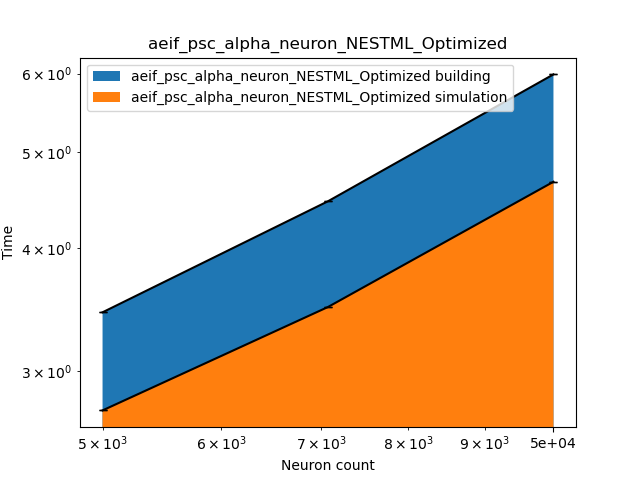 aeif_psc_alpha_neuron_NESTML_Optimized
aeif_psc_alpha_neuron_NESTML_Optimized building
aeif_psc_alpha_neuron_NESTML_Optimized simulation
Time
6 × 10⁰
5 × 10⁰
4 × 10⁰
3 × 10⁰
5 × 10³ 6 × 10³ 7 × 10³ 8 × 10³ 9 × 10³ 5e+04
Neuron count